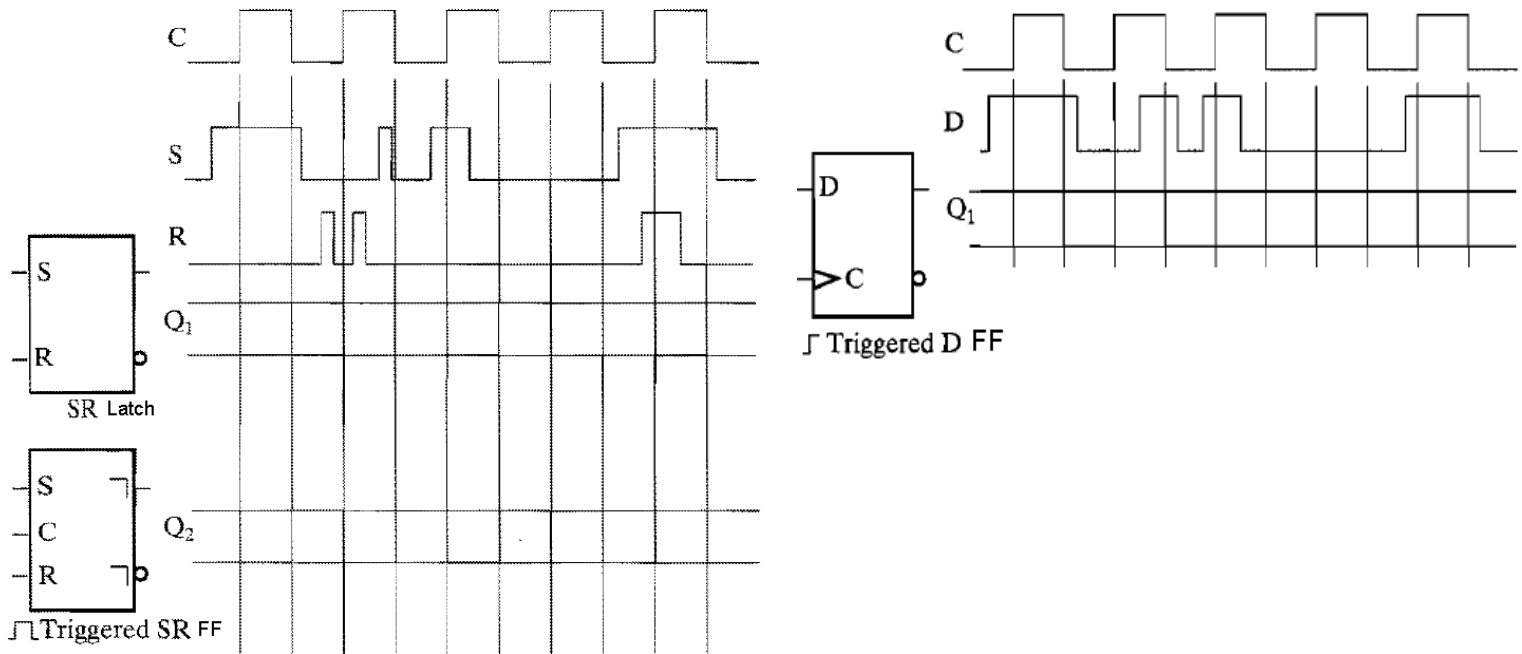 C
S
R
Q₁
S
R
SR Latch
Q₂
S
C
R
Triggered SR FF
C
D
Q₁
D
C
Triggered D FF